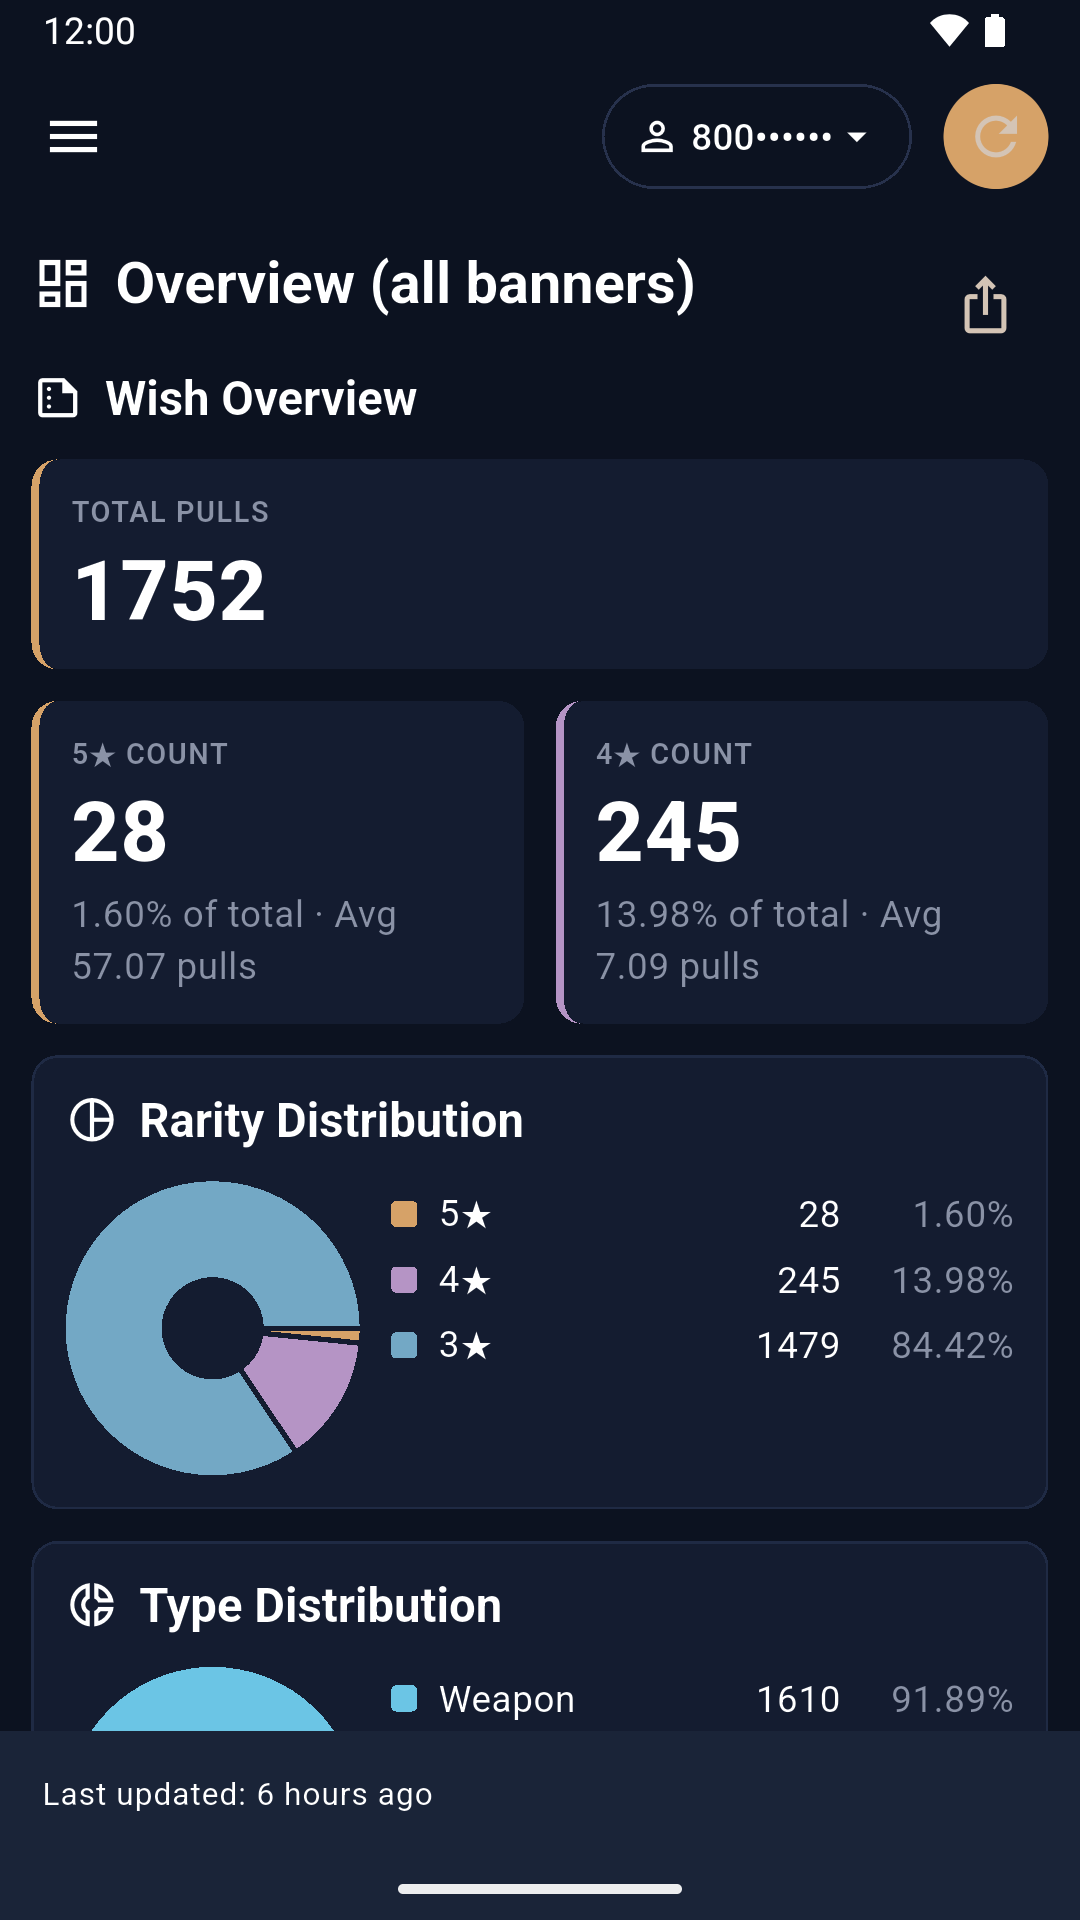 12:00
800••••••
Overview (all banners)
Wish Overview
TOTAL PULLS
1752
5★ COUNT
28
1.60% of total · Avg
57.07 pulls
4★ COUNT
245
13.98% of total · Avg
7.09 pulls
Rarity Distribution
5★ 28 1.60%
4★ 245 13.98%
3★ 1479 84.42%
Type Distribution
Weapon 1610 91.89%
Last updated: 6 hours ago